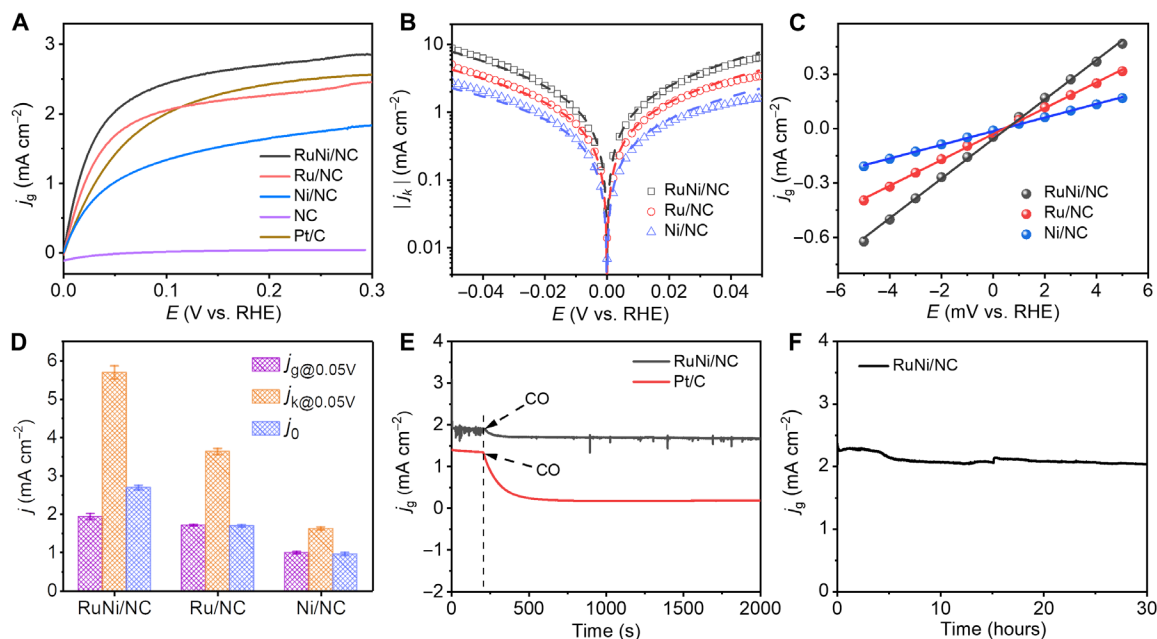 A
j_g (mA cm⁻²)
3
2
1
0
RuNi/NC
Ru/NC
Ni/NC
NC
Pt/C
0.0 0.1 0.2 0.3
E (V vs. RHE)
B
|j_k| (mA cm⁻²)
10
1
0.1
0.01
RuNi/NC
Ru/NC
Ni/NC
−0.04 −0.02 0.00 0.02 0.04
E (V vs. RHE)
C
j_g (mA cm⁻²)
0.3
0.0
−0.3
−0.6
RuNi/NC
Ru/NC
Ni/NC
−6 −4 −2 0 2 4 6
E (mV vs. RHE)
D
j (mA cm⁻²)
6
5
4
3
2
1
0
j_g@0.05V
j_k@0.05V
j_0
RuNi/NC Ru/NC Ni/NC
E
j_g (mA cm⁻²)
4
3
2
1
0
−1
−2
RuNi/NC
Pt/C
CO
CO
0 500 1000 1500 2000
Time (s)
F
j_g (mA cm⁻²)
4
2
0
RuNi/NC
0 10 20 30
Time (hours)